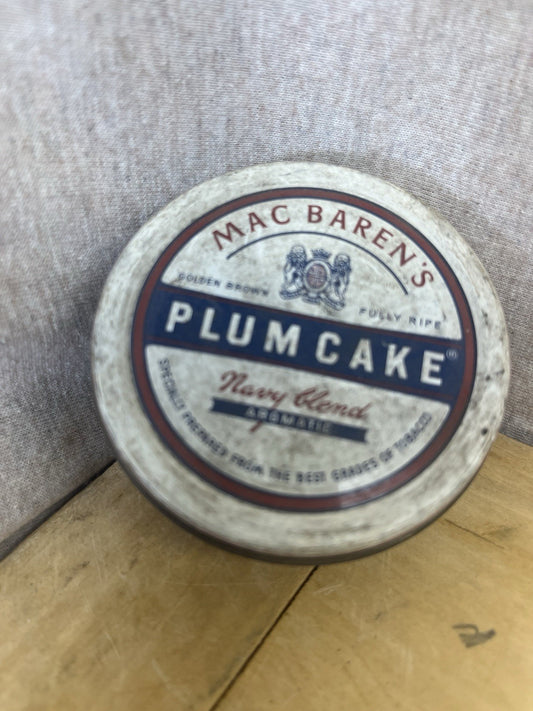 MAC BAREN'S
GOLDEN BROWN
FULLY RIPE
PLUMCAKE®
Navy blend
AROMATIC
SPECIALLY PREPARED FROM THE BEST GRADES OF TOBACCO